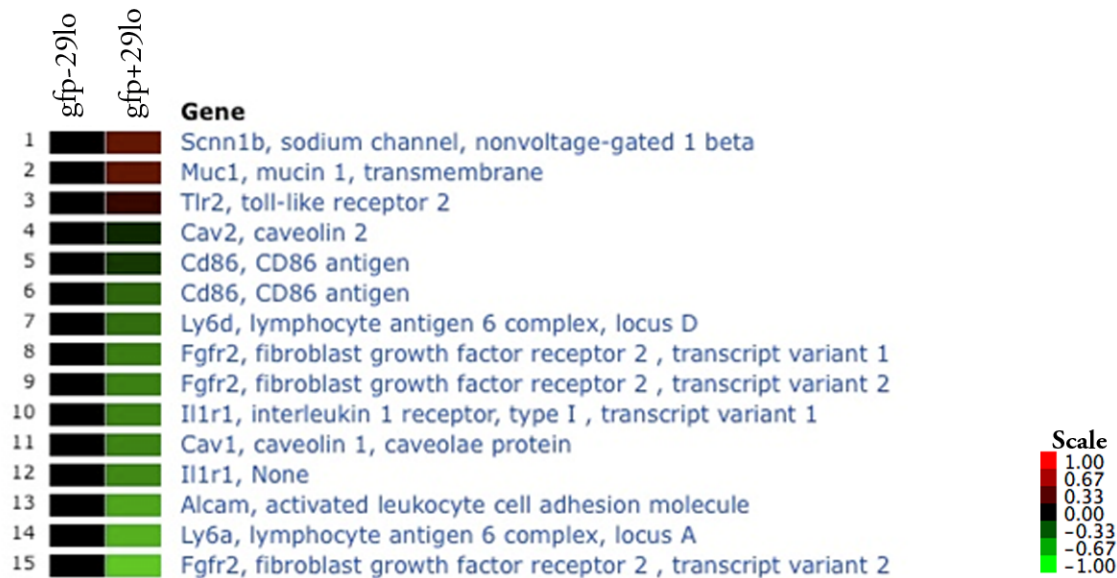 gfp-29lo
gfp+29lo
Gene
1 Scnn1b, sodium channel, nonvoltage-gated 1 beta
2 Muc1, mucin 1, transmembrane
3 Tlr2, toll-like receptor 2
4 Cav2, caveolin 2
5 Cd86, CD86 antigen
6 Cd86, CD86 antigen
7 Ly6d, lymphocyte antigen 6 complex, locus D
8 Fgfr2, fibroblast growth factor receptor 2 , transcript variant 1
9 Fgfr2, fibroblast growth factor receptor 2 , transcript variant 2
10 Il1r1, interleukin 1 receptor, type I , transcript variant 1
11 Cav1, caveolin 1, caveolae protein
12 Il1r1, None
13 Alcam, activated leukocyte cell adhesion molecule
14 Ly6a, lymphocyte antigen 6 complex, locus A
15 Fgfr2, fibroblast growth factor receptor 2 , transcript variant 2
Scale
1.00
0.67
0.33
0.00
-0.33
-0.67
-1.00